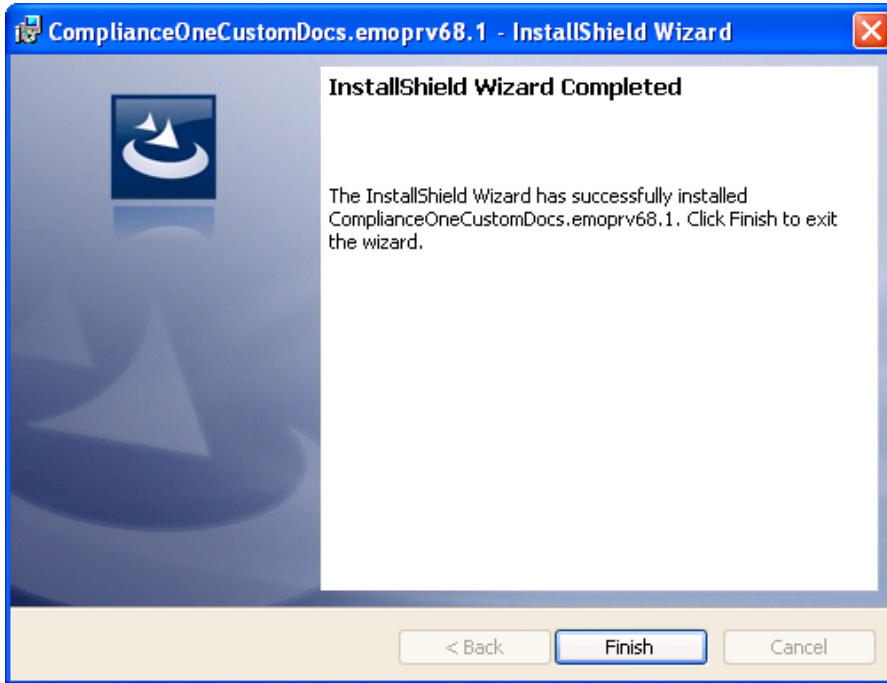 ComplianceOneCustomDocs.emoprv68.1 - InstallShield Wizard
InstallShield Wizard Completed
The InstallShield Wizard has successfully installed
ComplianceOneCustomDocs.emoprv68.1. Click Finish to exit
the wizard.
< Back
Finish
Cancel